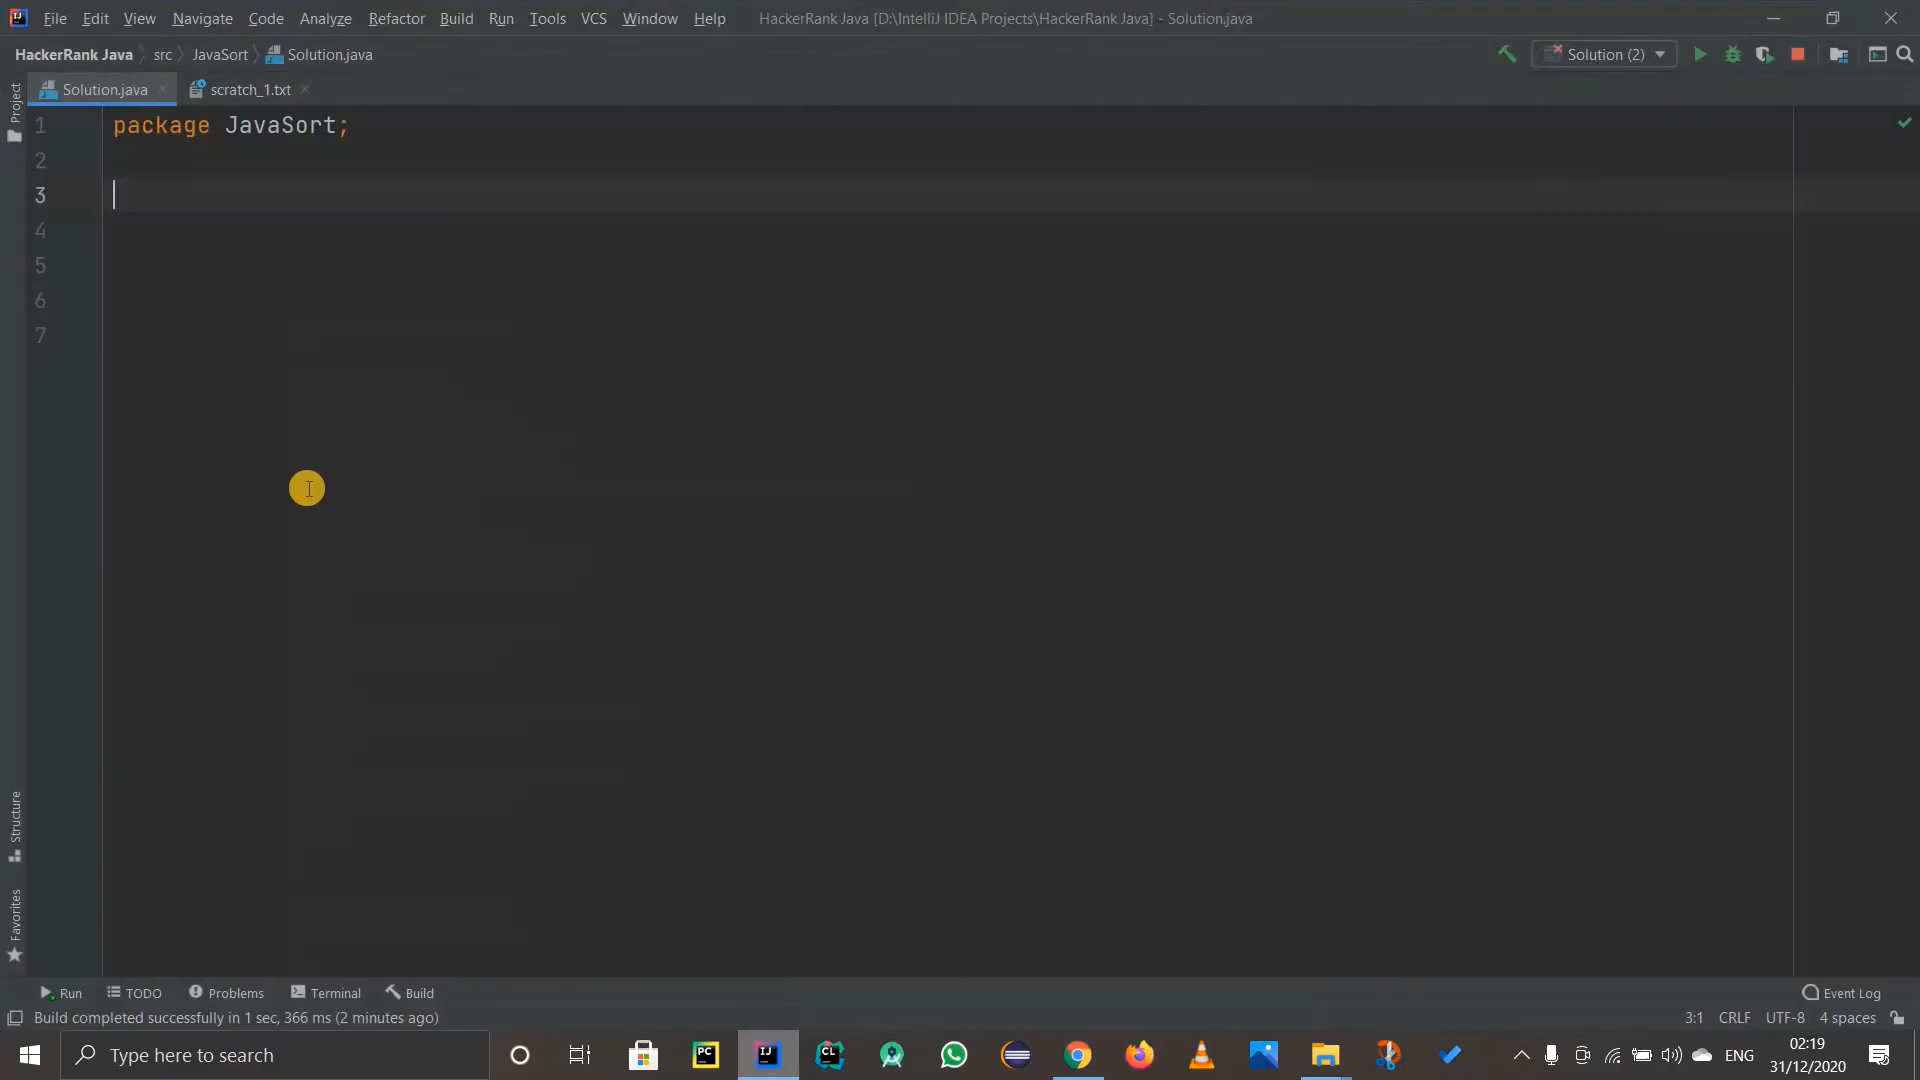 File Edit View Navigate Code Analyze Refactor Build Run Tools VCS Window Help HackerRank Java [D:\IntelliJ IDEA Projects\HackerRank Java] - Solution.java
HackerRank Java src JavaSort Solution.java Solution (2)
Solution.java scratch_1.txt
Project
1 package JavaSort;
2
3
4
5
6
7
Structure
Favorites
Run TODO Problems Terminal Build Event Log
Build completed successfully in 1 sec, 366 ms (2 minutes ago) 3:1 CRLF UTF-8 4 spaces
Type here to search PC IJ CL ENG 02:19
31/12/2020